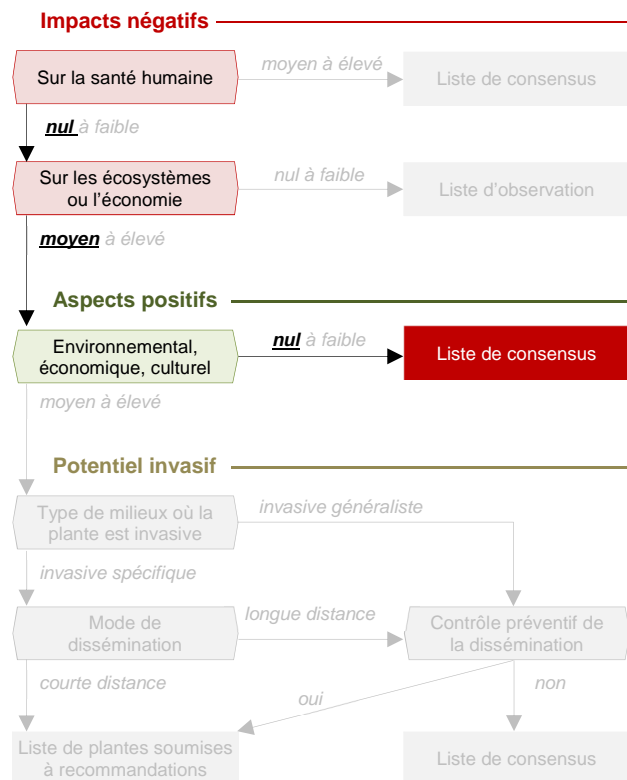 Impacts négatifs
Sur la santé humaine
moyen à élevé
Liste de consensus
nul à faible
Sur les écosystèmes
ou l'économie
nul à faible
Liste d'observation
moyen à élevé
Aspects positifs
Environnemental,
économique, culturel
nul à faible
Liste de consensus
moyen à élevé
Potentiel invasif
Type de milieux où la
plante est invasive
invasive généraliste
invasive spécifique
Mode de
dissémination
longue distance
Contrôle préventif de
la dissémination
courte distance
oui
non
Liste de plantes soumises
à recommandations
Liste de consensus